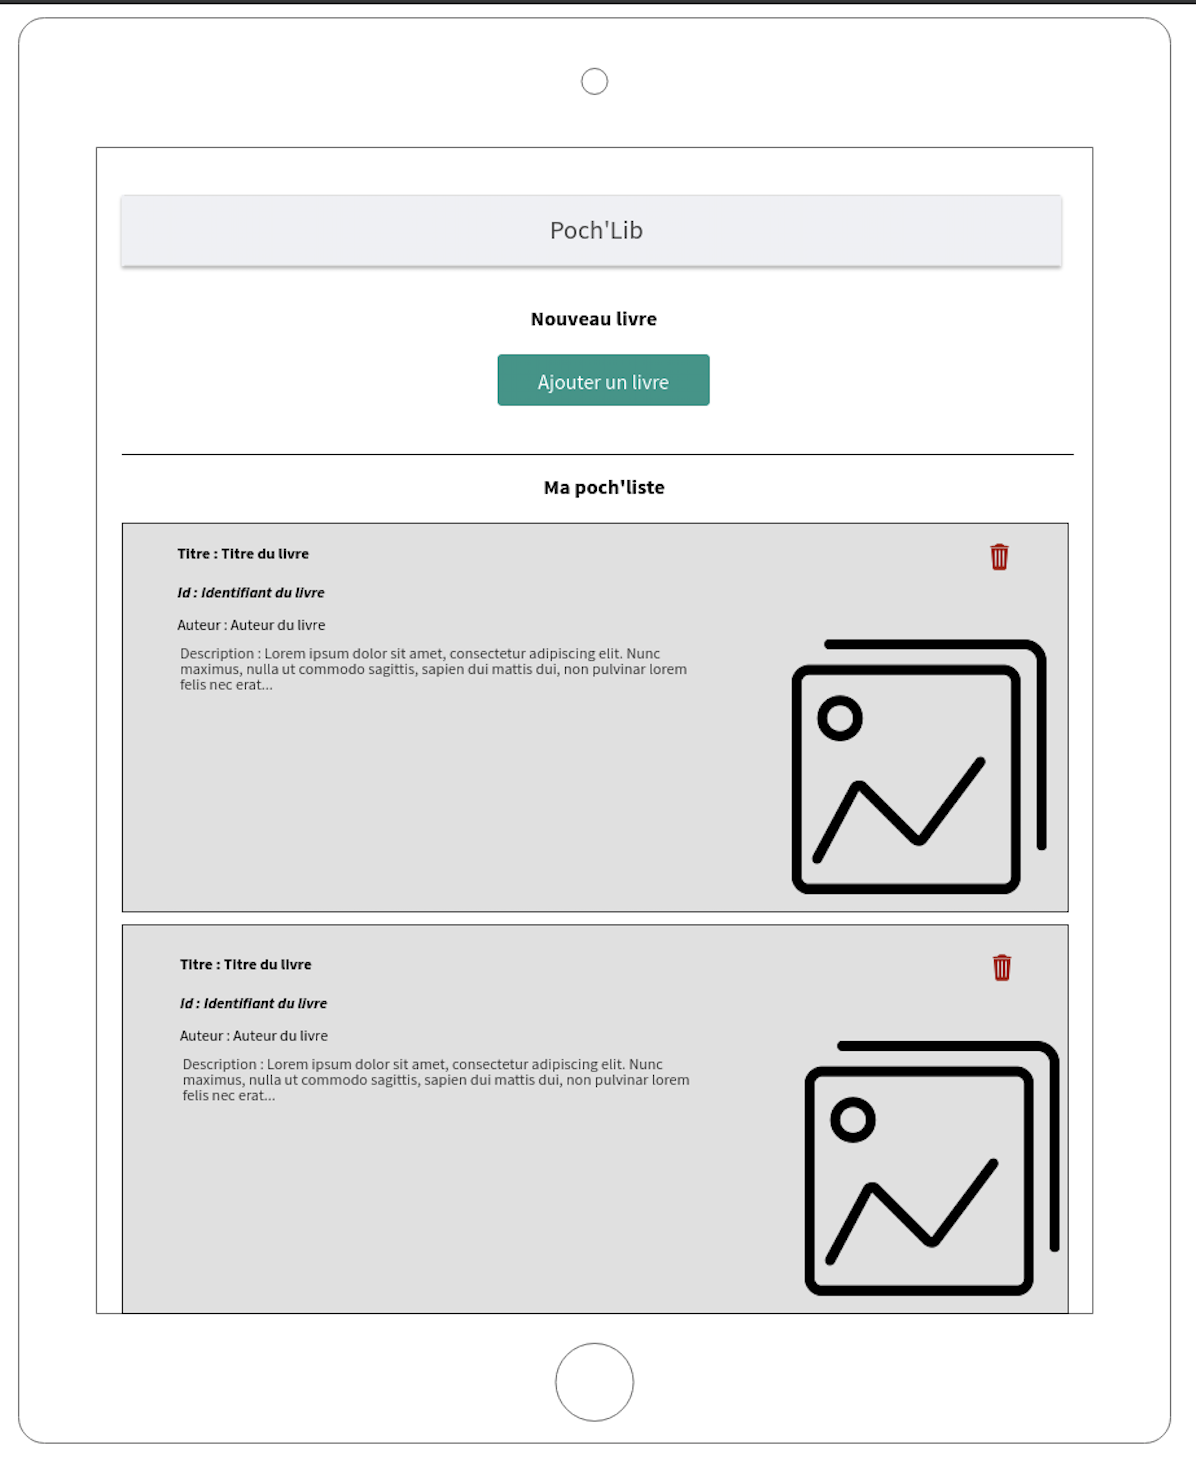 Poch'Lib
Nouveau livre
Ajouter un livre
Ma poch'liste
Titre : Titre du livre
Id : Identifiant du livre
Auteur : Auteur du livre
Description : Lorem ipsum dolor sit amet, consectetur adipiscing elit. Nunc
maximus, nulla ut commodo sagittis, sapien dui mattis dui, non pulvinar lorem
felis nec erat...
Titre : Titre du livre
Id : Identifiant du livre
Auteur : Auteur du livre
Description : Lorem ipsum dolor sit amet, consectetur adipiscing elit. Nunc
maximus, nulla ut commodo sagittis, sapien dui mattis dui, non pulvinar lorem
felis nec erat...